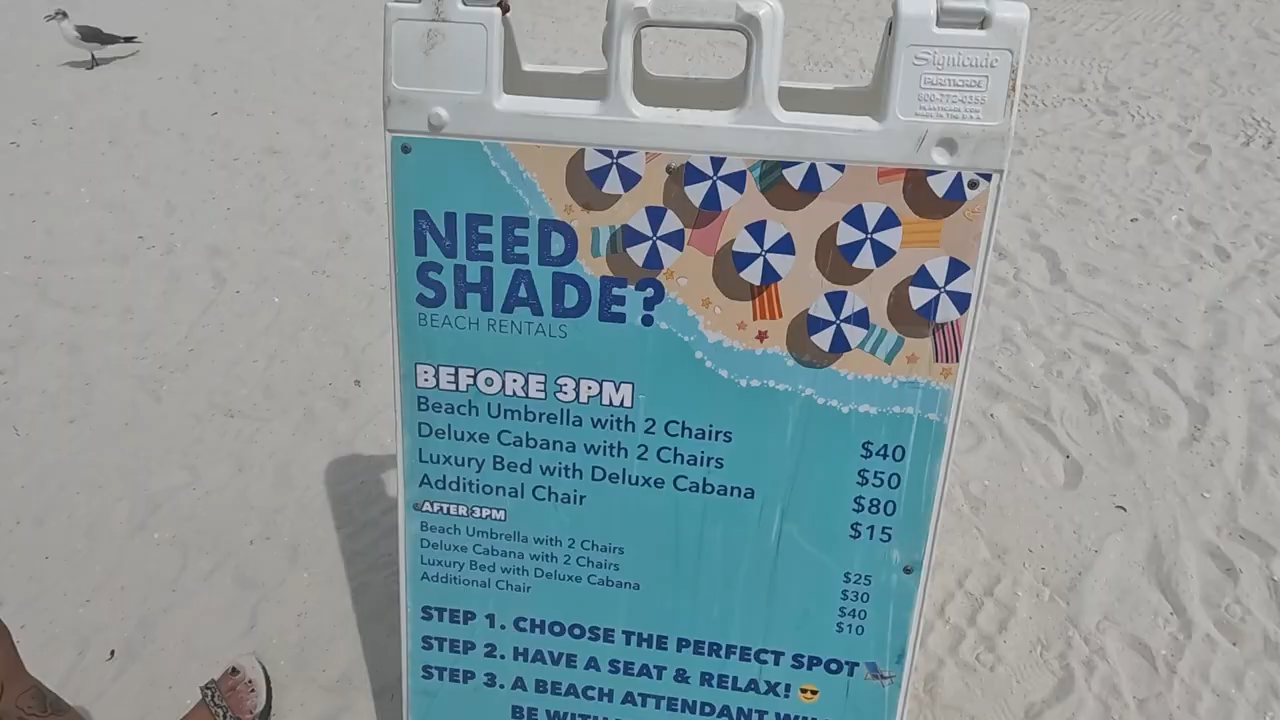 Signicade
PLASTICADE
800-772-0355
PLASTICADE.COM
MADE IN THE U.S.A.
NEED
SHADE?
BEACH RENTALS
BEFORE 3PM
Beach Umbrella with 2 Chairs $40
Deluxe Cabana with 2 Chairs $50
Luxury Bed with Deluxe Cabana $80
Additional Chair $15
AFTER 3PM
Beach Umbrella with 2 Chairs $25
Deluxe Cabana with 2 Chairs $30
Luxury Bed with Deluxe Cabana $40
Additional Chair $10
STEP 1. CHOOSE THE PERFECT SPOT
STEP 2. HAVE A SEAT & RELAX! 😎
STEP 3. A BEACH ATTENDANT
BE